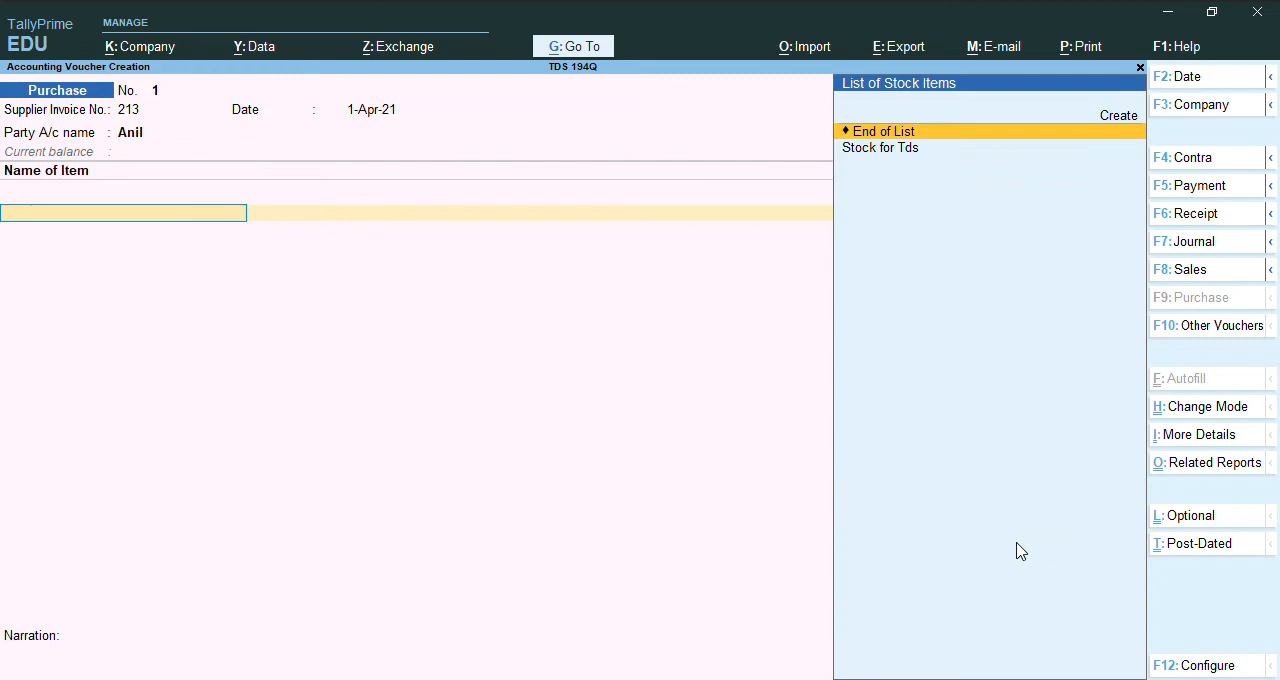 TallyPrime
EDU
MANAGE
K: Company Y: Data Z: Exchange G: Go To O: Import E: Export M: E-mail P: Print F1: Help
Accounting Voucher Creation TDS 194Q
Purchase No. 1
Supplier Invoice No.: 213 Date : 1-Apr-21
Party A/c name : Anil
Current balance :
Name of Item
Narration:
List of Stock Items
Create
♦ End of List
Stock for Tds
F2: Date
F3: Company
F4: Contra
F5: Payment
F6: Receipt
F7: Journal
F8: Sales
F9: Purchase
F10: Other Vouchers
F: Autofill
H: Change Mode
I: More Details
O: Related Reports
L: Optional
T: Post-Dated
F12: Configure